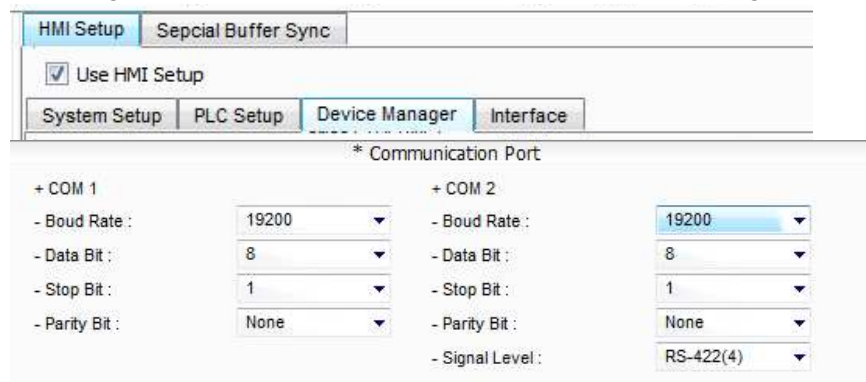 HMI Setup Sepcial Buffer Sync
Use HMI Setup
System Setup PLC Setup Device Manager Interface
* Communication Port
+ COM 1 + COM 2
- Boud Rate : 19200 - Boud Rate : 19200
- Data Bit : 8 - Data Bit : 8
- Stop Bit : 1 - Stop Bit : 1
- Parity Bit : None - Parity Bit : None
- Signal Level : RS-422(4)